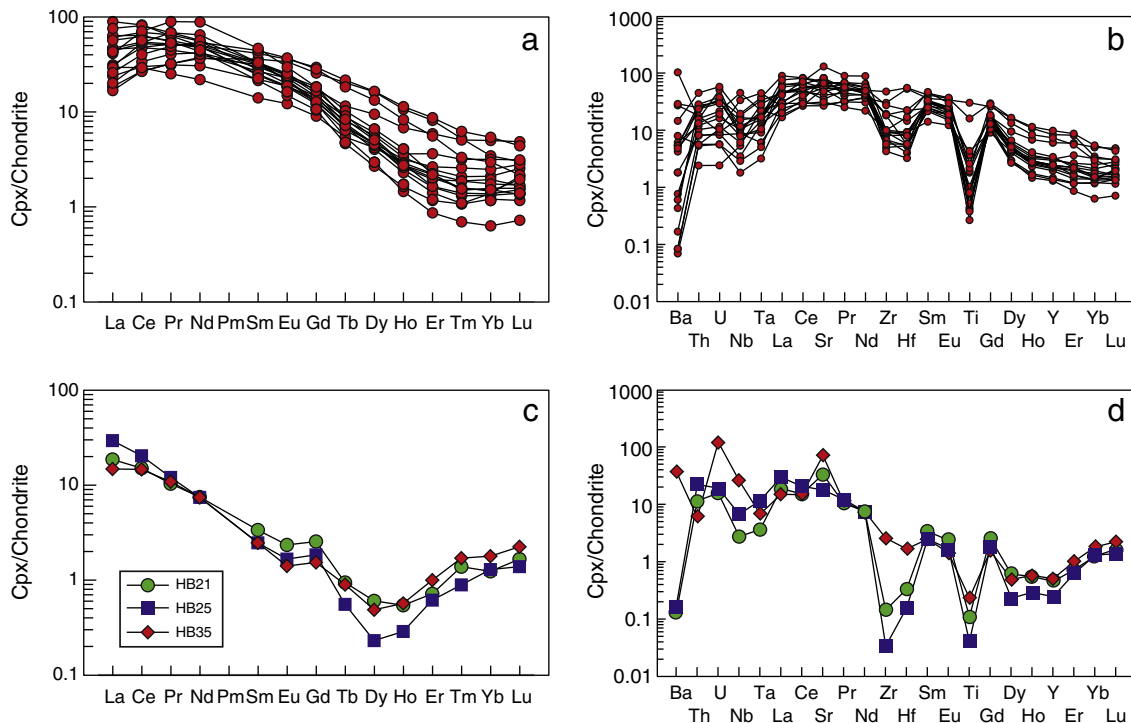 a
100
10
1
0.1
Cpx/Chondrite
La Ce Pr Nd Pm Sm Eu Gd Tb Dy Ho Er Tm Yb Lu
b
1000
100
10
1
0.1
0.01
Cpx/Chondrite
Ba U Ta Ce Pr Zr Sm Ti Dy Y Yb
Th Nb La Sr Nd Hf Eu Gd Ho Er Lu
c
100
10
1
0.1
Cpx/Chondrite
HB21
HB25
HB35
La Ce Pr Nd Pm Sm Eu Gd Tb Dy Ho Er Tm Yb Lu
d
1000
100
10
1
0.1
0.01
Cpx/Chondrite
Ba U Ta Ce Pr Zr Sm Ti Dy Y Yb
Th Nb La Sr Nd Hf Eu Gd Ho Er Lu